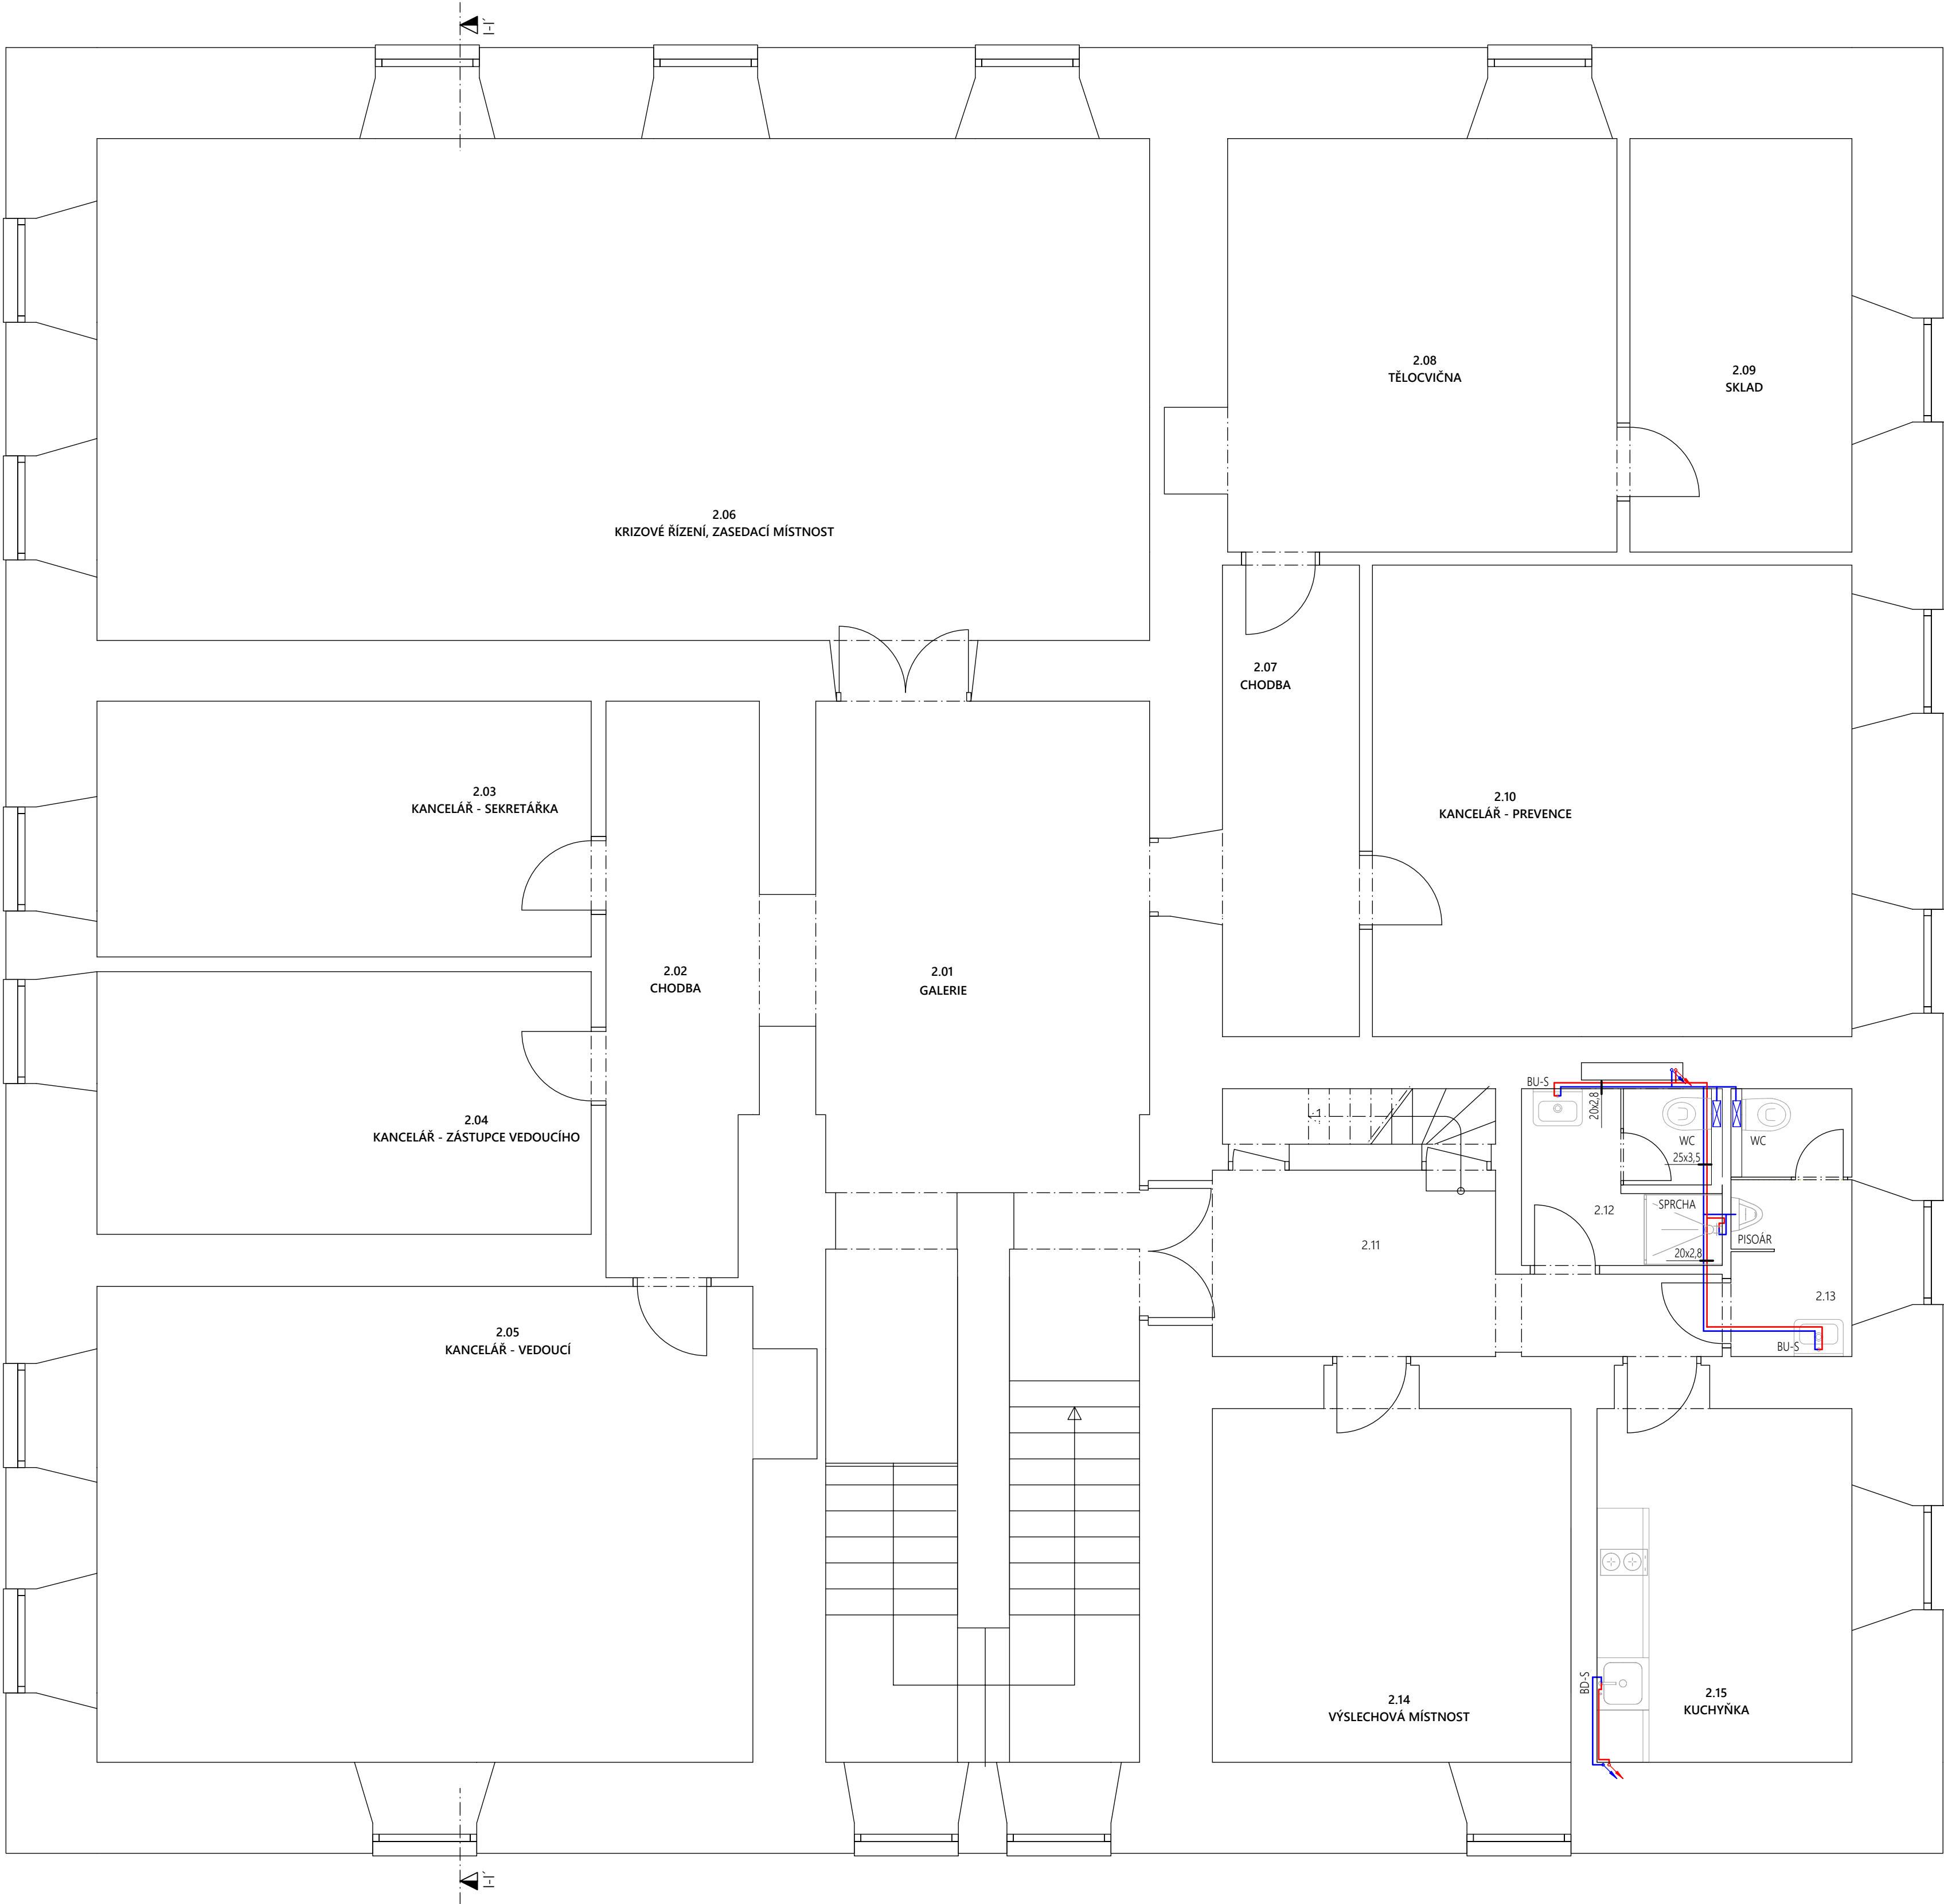 I-I`
2.08
TĚLOCVIČNA
2.09
SKLAD
2.06
KRIZOVÉ ŘÍZENÍ, ZASEDACÍ MÍSTNOST
2.07
CHODBA
2.03
KANCELÁŘ - SEKRETÁŘKA
2.10
KANCELÁŘ - PREVENCE
2.02
CHODBA
2.01
GALERIE
2.04
KANCELÁŘ - ZÁSTUPCE VEDOUCÍHO
BU-S
20x2,8
WC
WC
25x3,5
SPRCHA
2.12
PISOÁR
2.11
20x2,8
2.13
2.05
KANCELÁŘ - VEDOUCÍ
BU-S
BD-S
2.14
VÝSLECHOVÁ MÍSTNOST
2.15
KUCHYŇKA
I-I`